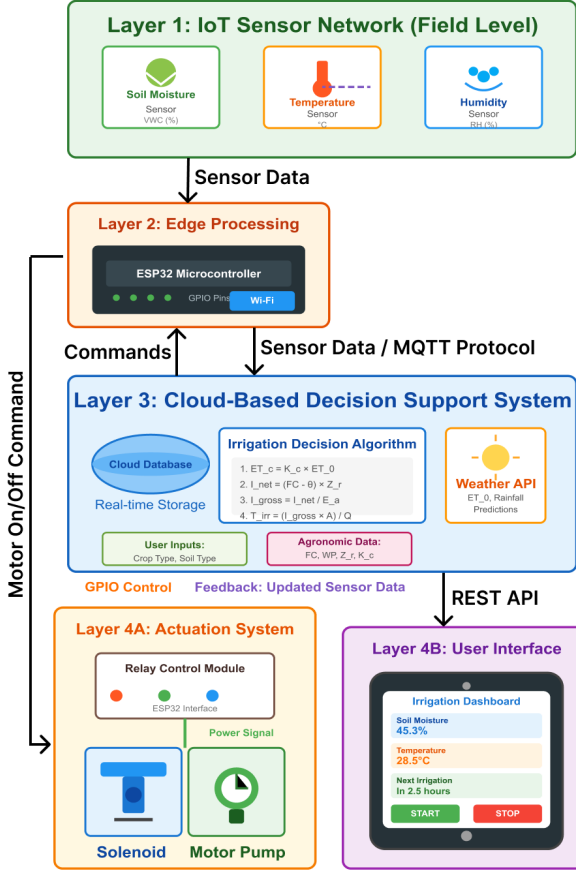 Layer 1: IoT Sensor Network (Field Level)
Soil Moisture
Sensor
VWC (%)
Temperature
Sensor
°C
Humidity
Sensor
RH (%)
Sensor Data
Layer 2: Edge Processing
ESP32 Microcontroller
GPIO Pins
Wi-Fi
Commands
Sensor Data / MQTT Protocol
Motor On/Off Command
Layer 3: Cloud-Based Decision Support System
Cloud Database
Real-time Storage
Irrigation Decision Algorithm
1. ET_c = K_c × ET_0
2. I_net = (FC - θ) × Z_r
3. I_gross = I_net / E_a
4. T_irr = (I_gross × A) / Q
Weather API
ET_0, Rainfall
Predictions
User Inputs:
Crop Type, Soil Type
Agronomic Data:
FC, WP, Z_r, K_c
GPIO Control
Feedback: Updated Sensor Data
REST API
Layer 4A: Actuation System
Relay Control Module
ESP32 Interface
Power Signal
Solenoid
Motor Pump
Layer 4B: User Interface
Irrigation Dashboard
Soil Moisture
45.3%
Temperature
28.5°C
Next Irrigation
In 2.5 hours
START
STOP